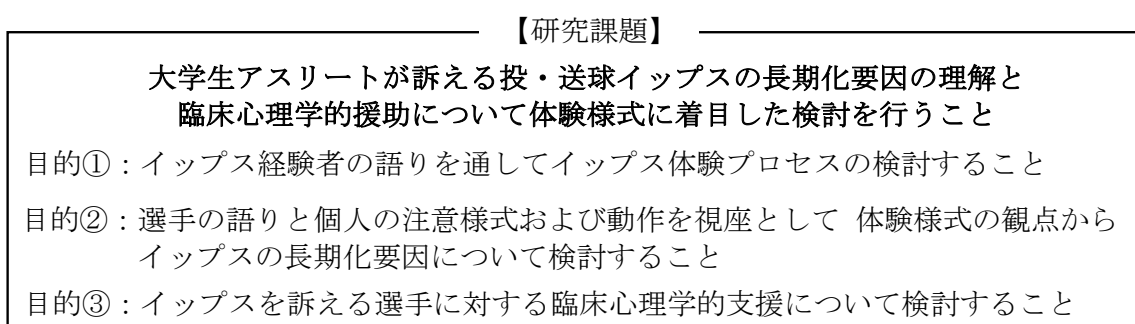 【研究課題】
大学生アスリートが訴える投・送球イップスの長期化要因の理解と
臨床心理学的援助について体験様式に着目した検討を行うこと
目的①：イップス経験者の語りを通してイップス体験プロセスの検討すること
目的②：選手の語りと個人の注意様式および動作を視座として 体験様式の観点から
イップスの長期化要因について検討すること
目的③：イップスを訴える選手に対する臨床心理学的支援について検討すること